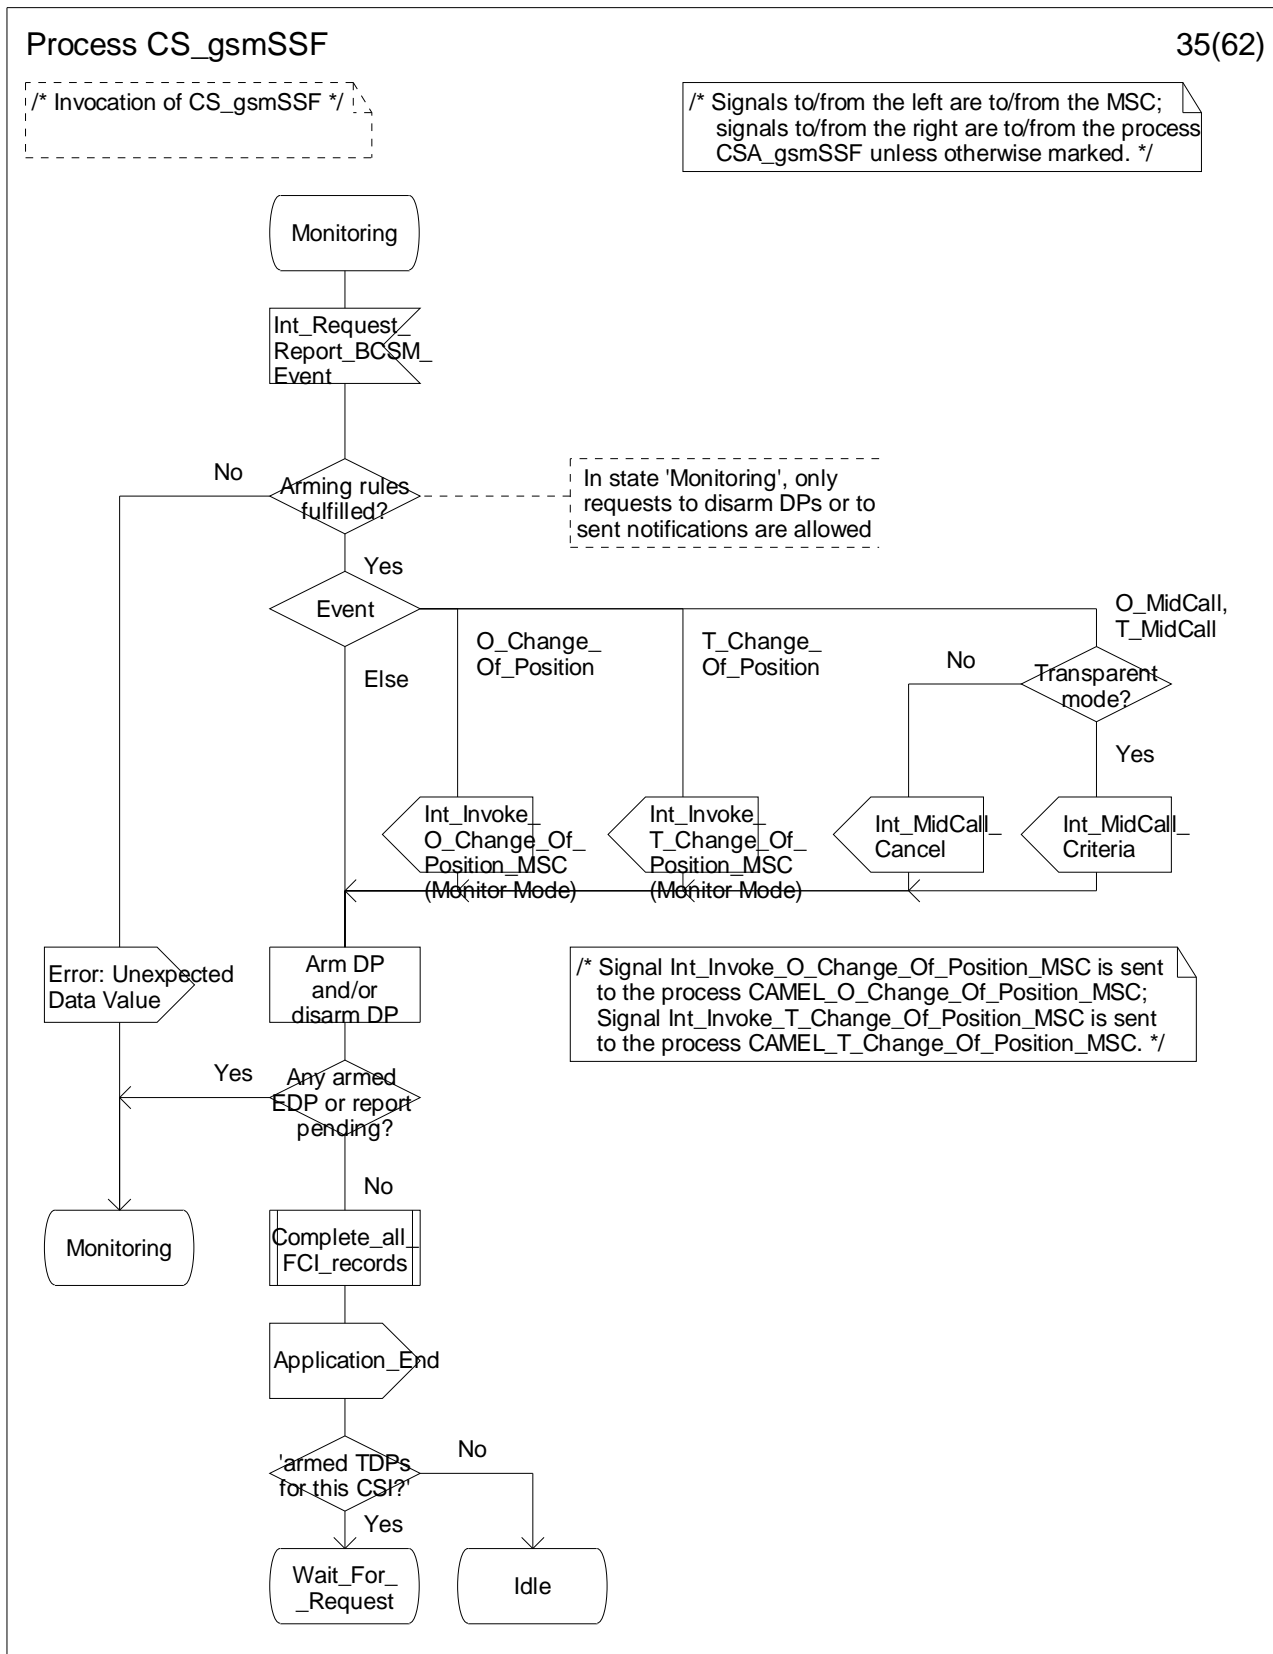 Process CS_gsmSSF
35(62)
/* Invocation of CS_gsmSSF */
/* Signals to/from the left are to/from the MSC;
signals to/from the right are to/from the process
CSA_gsmSSF unless otherwise marked. */
Monitoring
Int_Request_
Report_BCSM_
Event
No
Arming rules
fulfilled?
In state 'Monitoring', only
requests to disarm DPs or to
sent notifications are allowed
Yes
Event
O_Change_
Of_Position
T_Change_
Of_Position
O_MidCall,
T_MidCall
Else
No
Transparent
mode?
Yes
Int_Invoke_
O_Change_Of_
Position_MSC
(Monitor Mode)
Int_Invoke_
T_Change_Of_
Position_MSC
(Monitor Mode)
Int_MidCall_
Cancel
Int_MidCall_
Criteria
Error: Unexpected
Data Value
Arm DP
and/or
disarm DP
/* Signal Int_Invoke_O_Change_Of_Position_MSC is sent
to the process CAMEL_O_Change_Of_Position_MSC;
Signal Int_Invoke_T_Change_Of_Position_MSC is sent
to the process CAMEL_T_Change_Of_Position_MSC. */
Yes
Any armed
EDP or report
pending?
No
Monitoring
Complete_all_
FCI_records
Application_End
'armed TDPs
for this CSI?'
No
Yes
Wait_For_
_Request
Idle